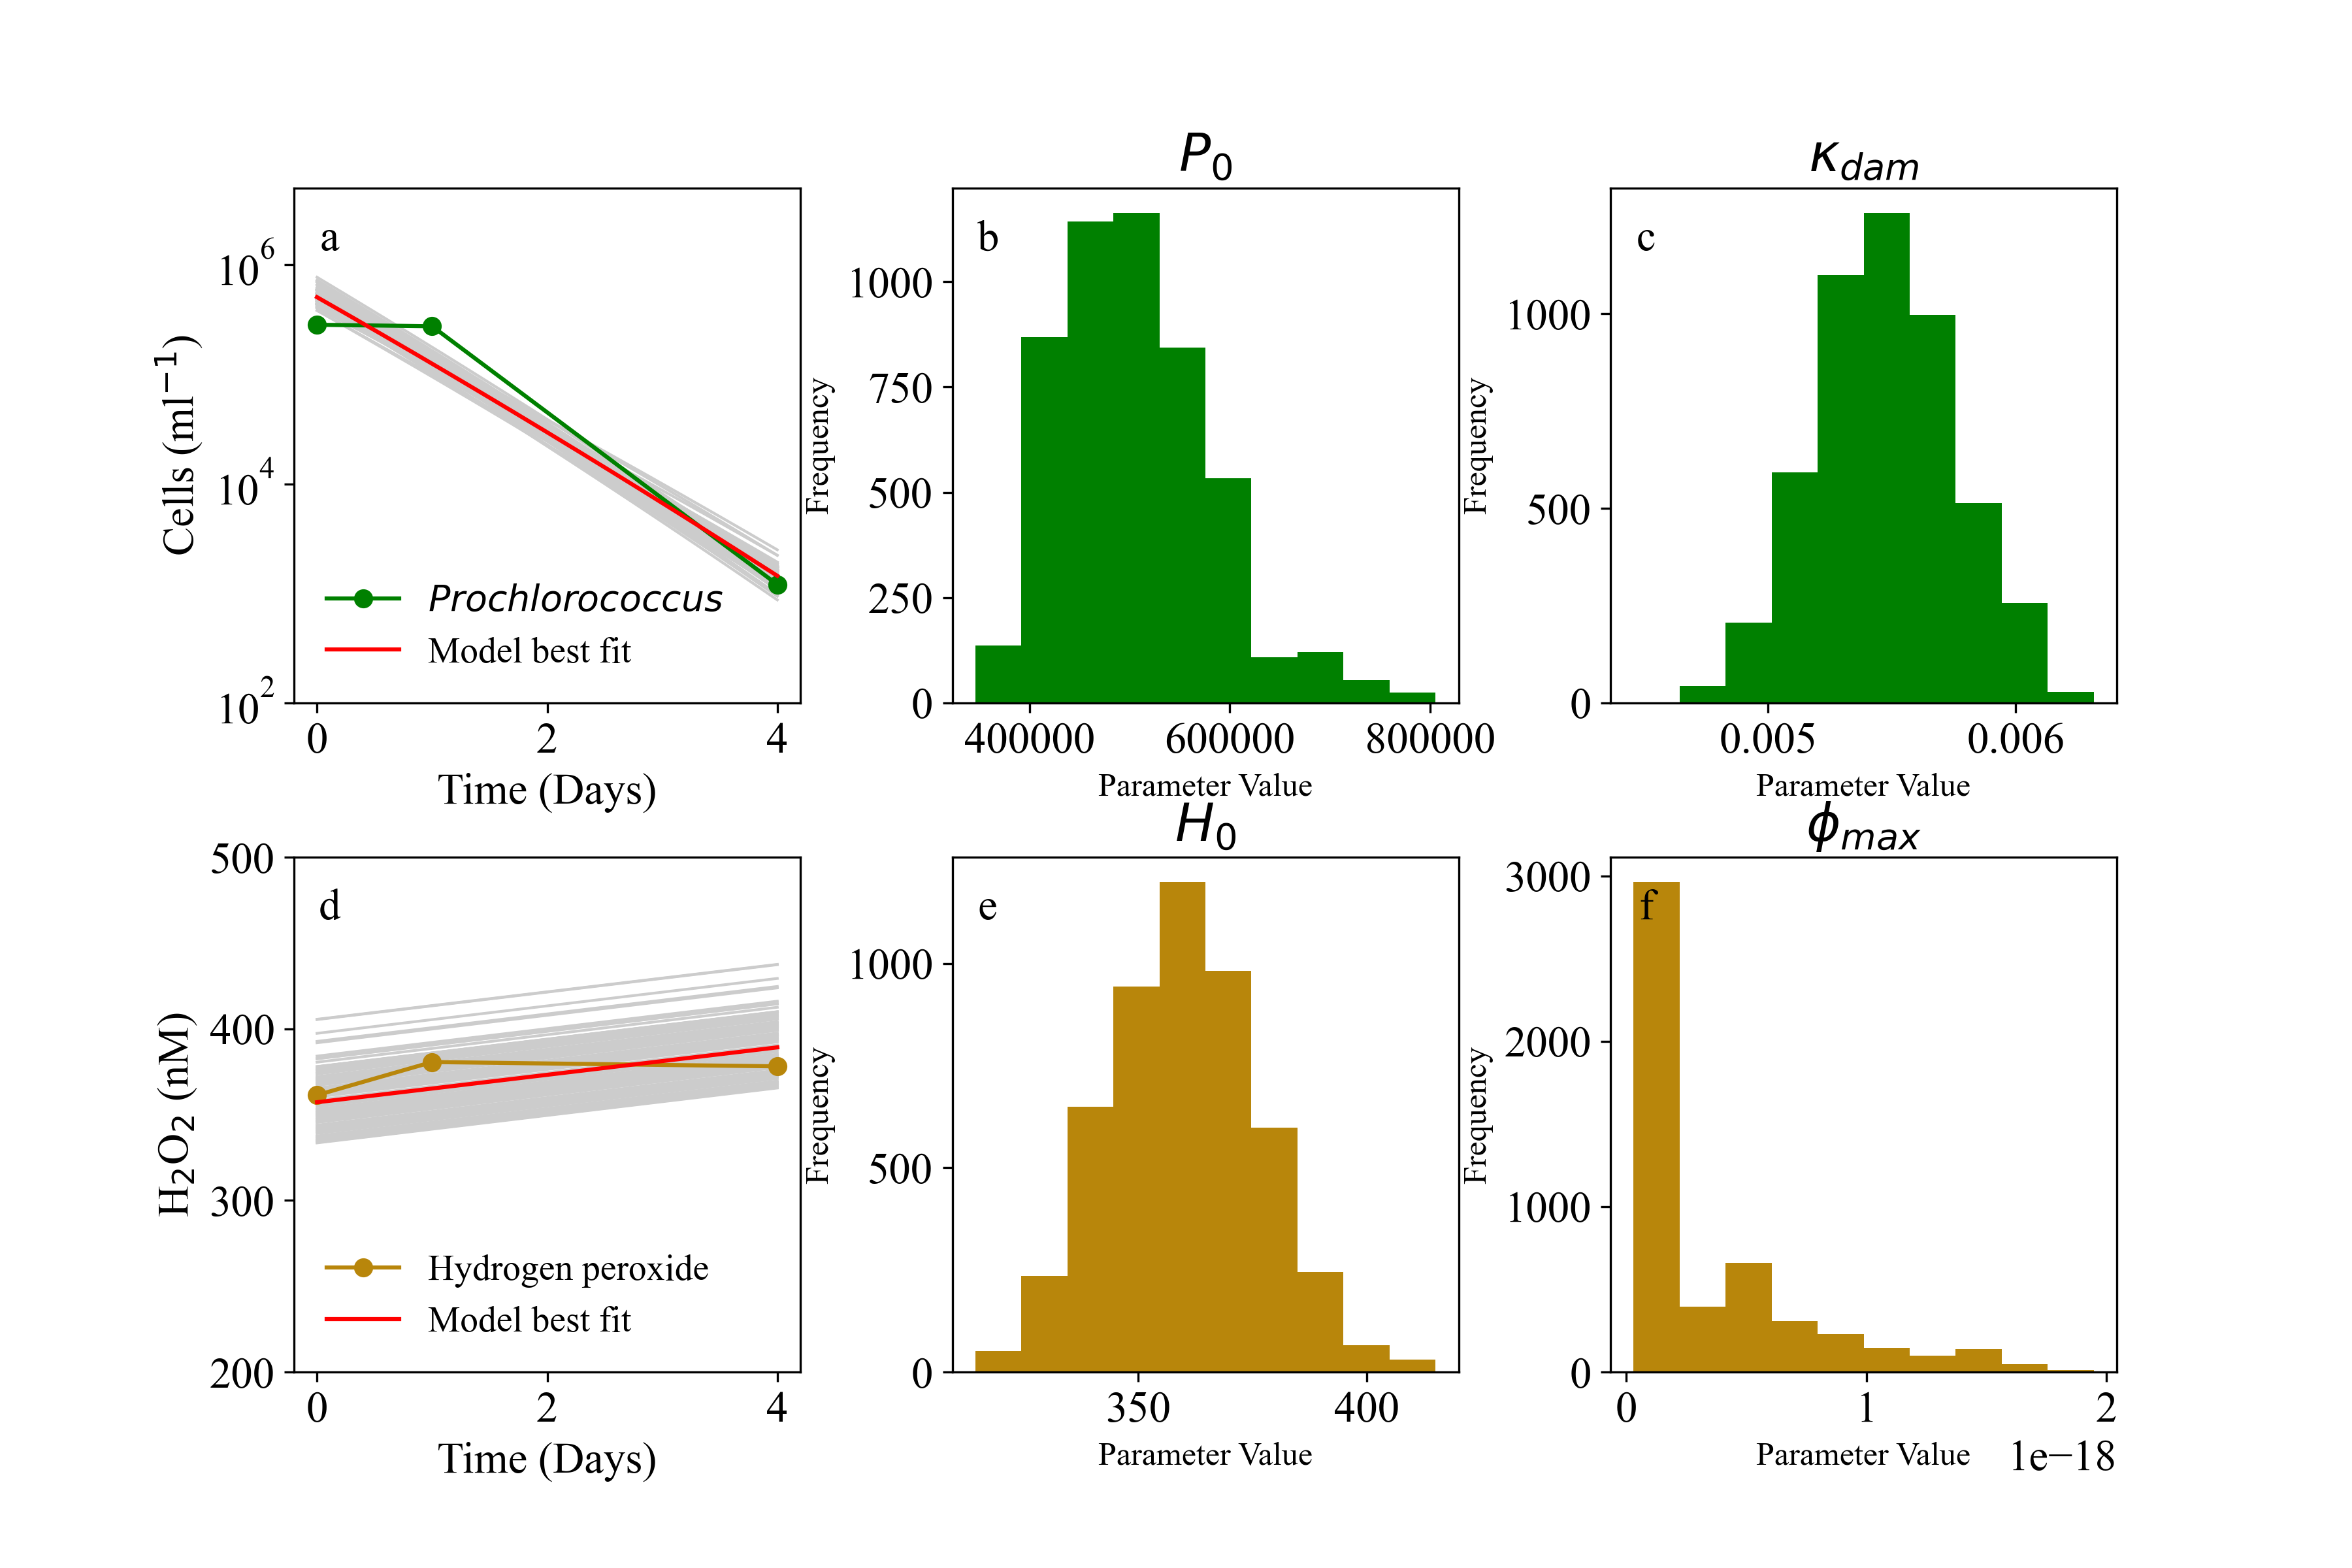 P₀
κ_dam
a
b
c
10⁶
10⁴
10²
Cells (ml⁻¹)
Prochlorococcus
Model best fit
0 2 4
Time (Days)
Frequency
1000
750
500
250
0
400000 600000 800000
Parameter Value
Frequency
1000
500
0
0.005 0.006
Parameter Value
H₀
ϕ_max
d
e
f
500
400
300
200
H₂O₂ (nM)
Hydrogen peroxide
Model best fit
0 2 4
Time (Days)
Frequency
1000
500
0
350 400
Parameter Value
Frequency
3000
2000
1000
0
0 1 2
Parameter Value
1e−18